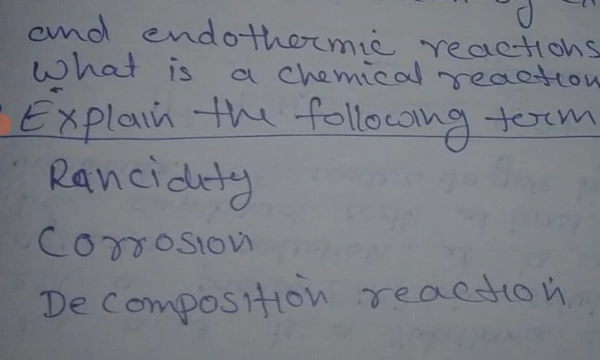 and endothermic reactions
What is a chemical reaction
Explain the following term
Rancidity
Corrosion
Decomposition reaction